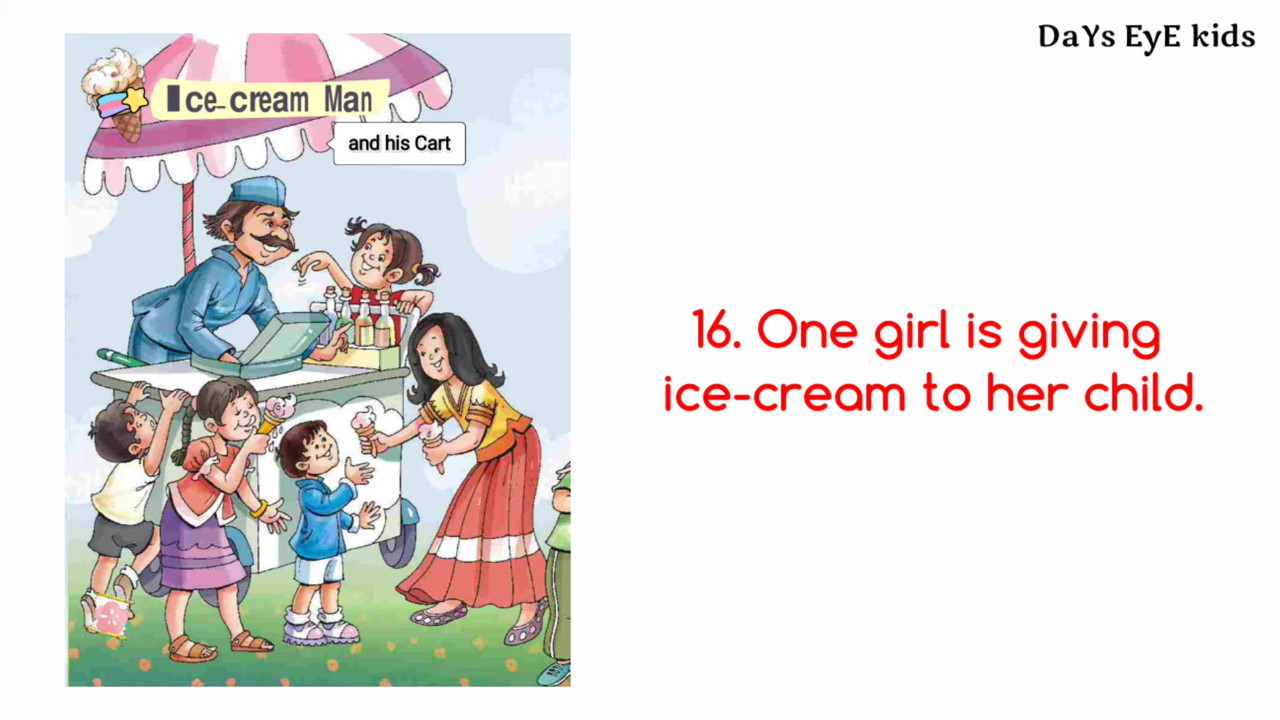 DaYs EyE kids
Ice-cream Man
and his Cart
16. One girl is giving
ice-cream to her child.